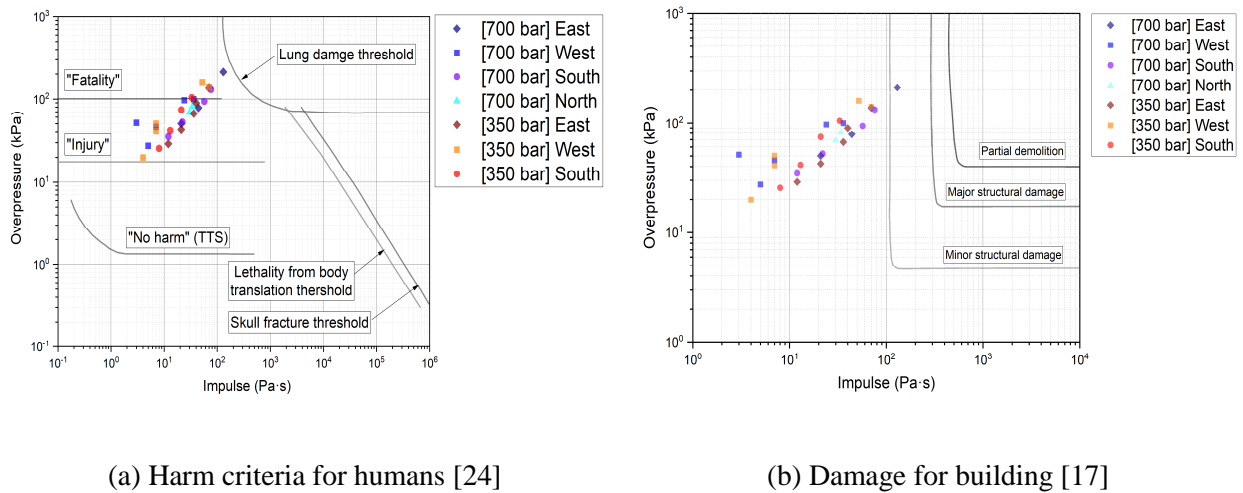 10³
10²
10¹
10⁰
10⁻¹
Overpressure (kPa)
"Fatality"
"Injury"
"No harm" (TTS)
Lung damge threshold
Lethality from body
translation thershold
Skull fracture threshold
10⁻¹ 10⁰ 10¹ 10² 10³ 10⁴ 10⁵ 10⁶
Impulse (Pa·s)
[700 bar] East
[700 bar] West
[700 bar] South
[700 bar] North
[350 bar] East
[350 bar] West
[350 bar] South
(a) Harm criteria for humans [24]
10³
10²
10¹
10⁰
Overpressure (kPa)
Partial demolition
Major structural damage
Minor structural damage
10⁰ 10¹ 10² 10³ 10⁴
Impulse (Pa·s)
[700 bar] East
[700 bar] West
[700 bar] South
[700 bar] North
[350 bar] East
[350 bar] West
[350 bar] South
(b) Damage for building [17]